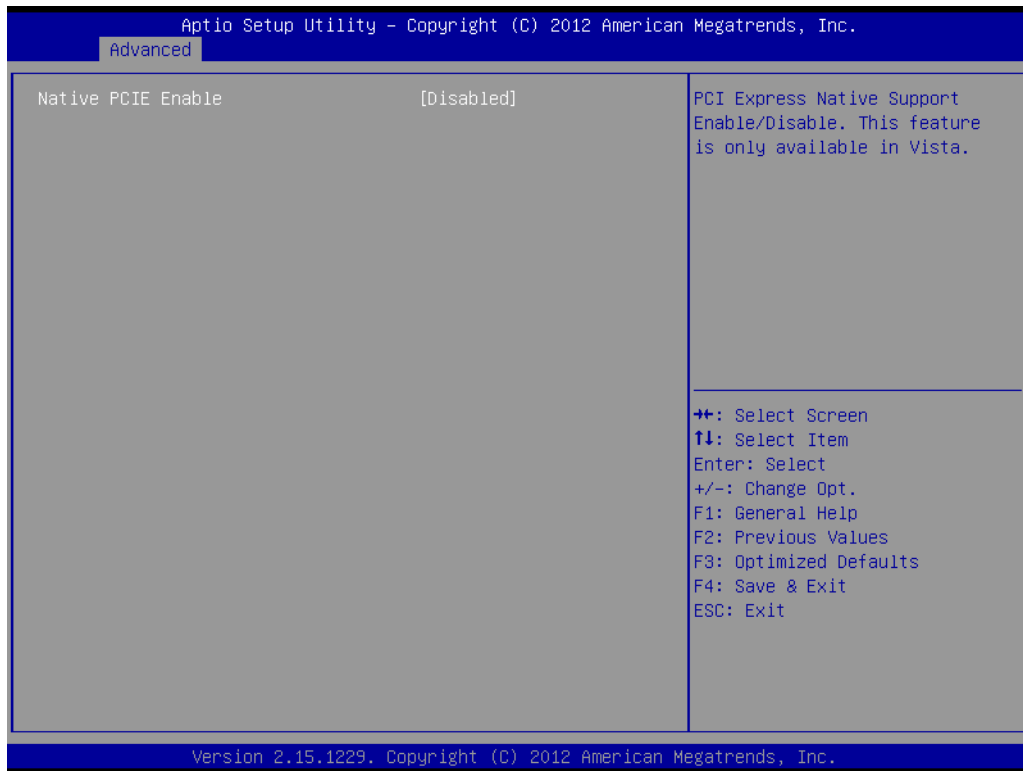 Aptio Setup Utility – Copyright (C) 2012 American Megatrends, Inc.
Advanced
Native PCIE Enable [Disabled]
PCI Express Native Support
Enable/Disable. This feature
is only available in Vista.
→←: Select Screen
↑↓: Select Item
Enter: Select
+/-: Change Opt.
F1: General Help
F2: Previous Values
F3: Optimized Defaults
F4: Save & Exit
ESC: Exit
Version 2.15.1229. Copyright (C) 2012 American Megatrends, Inc.